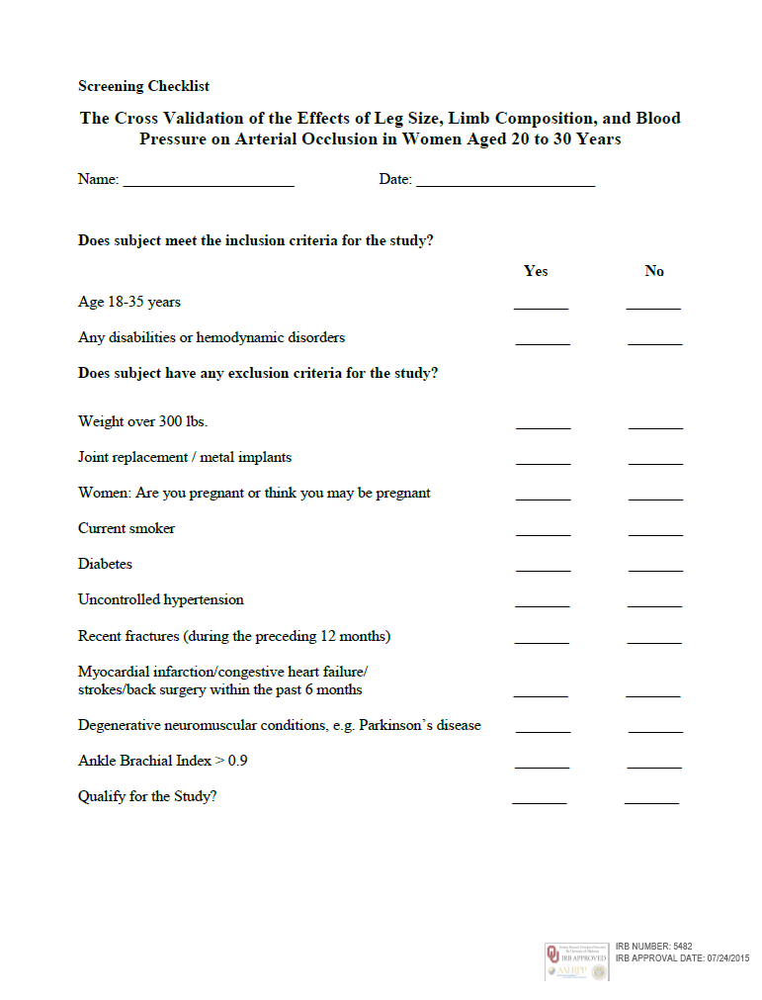 Screening Checklist
The Cross Validation of the Effects of Leg Size, Limb Composition, and Blood
Pressure on Arterial Occlusion in Women Aged 20 to 30 Years
Name: ______________________ Date: _______________________
Does subject meet the inclusion criteria for the study?
Yes No
Age 18-35 years _______ _______
Any disabilities or hemodynamic disorders _______ _______
Does subject have any exclusion criteria for the study?
Weight over 300 lbs. _______ _______
Joint replacement / metal implants _______ _______
Women: Are you pregnant or think you may be pregnant _______ _______
Current smoker _______ _______
Diabetes _______ _______
Uncontrolled hypertension _______ _______
Recent fractures (during the preceding 12 months) _______ _______
Myocardial infarction/congestive heart failure/
strokes/back surgery within the past 6 months _______ _______
Degenerative neuromuscular conditions, e.g. Parkinson’s disease _______ _______
Ankle Brachial Index > 0.9 _______ _______
Qualify for the Study? _______ _______
IRB APPROVED
IRB NUMBER: 5482
IRB APPROVAL DATE: 07/24/2015